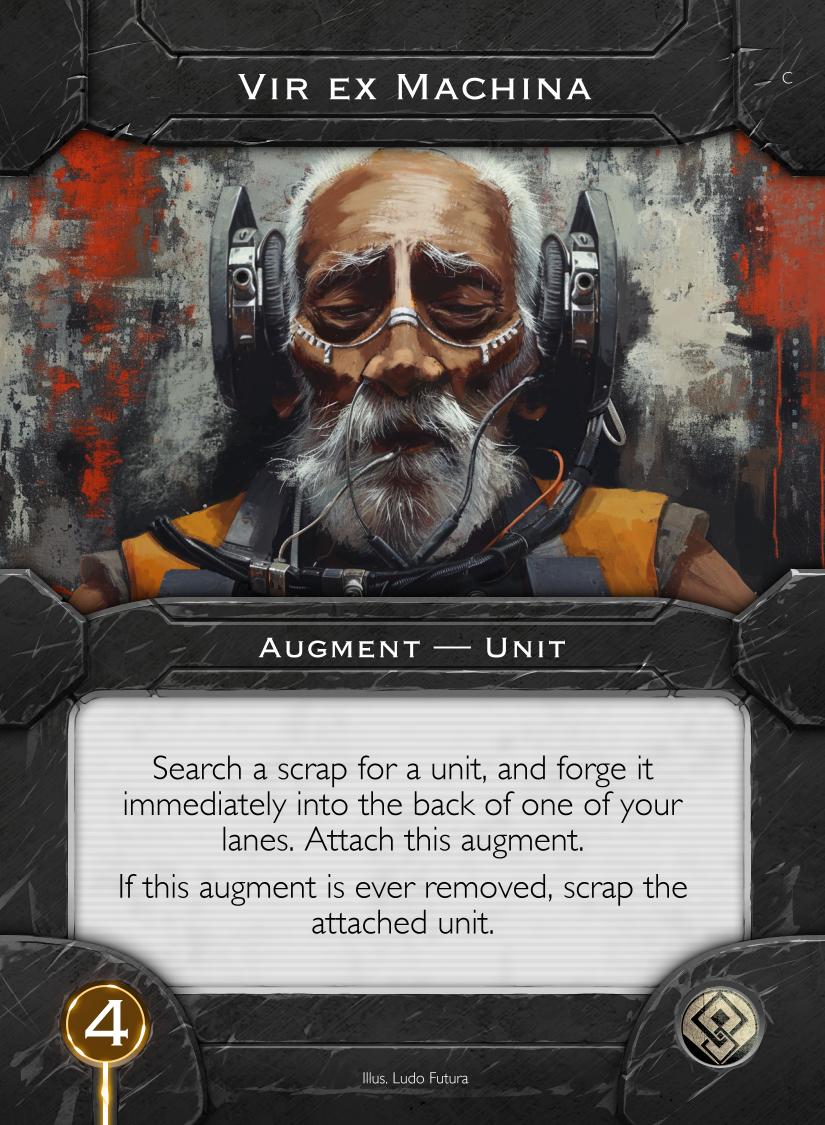 Vir ex Machina
C
Augment — Unit
Search a scrap for a unit, and forge it
immediately into the back of one of your
lanes. Attach this augment.
If this augment is ever removed, scrap the
attached unit.
4
Illus. Ludo Futura